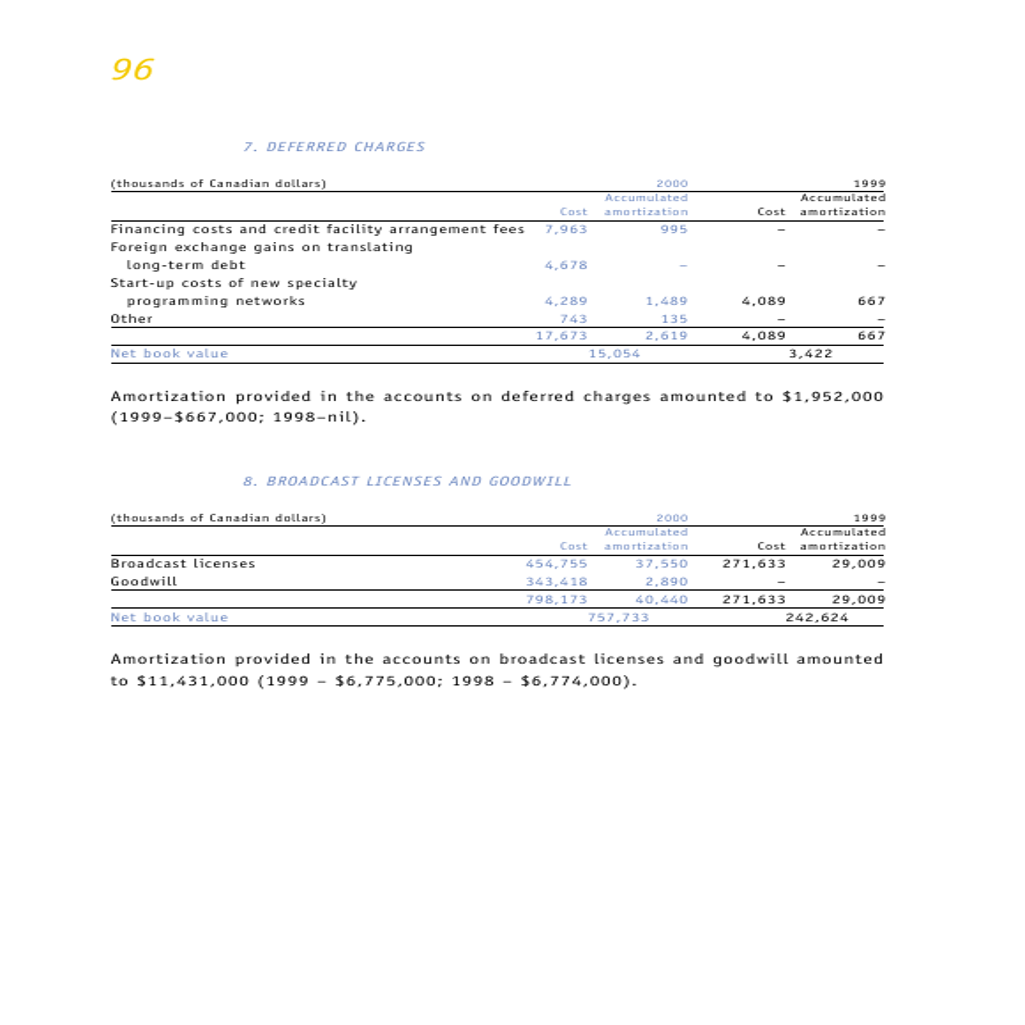 96
7. DEFERRED CHARGES
(thousands of Canadian dollars) 2000 1999
Accumulated Accumulated
Cost amortization Cost amortization
Financing costs and credit facility arrangement fees 7,963 995 – –
Foreign exchange gains on translating
long-term debt 4,678 – – –
Start-up costs of new specialty
programming networks 4,289 1,489 4,089 667
Other 743 135 – –
17,673 2,619 4,089 667
Net book value 15,054 3,422
Amortization provided in the accounts on deferred charges amounted to $1,952,000
(1999–$667,000; 1998–nil).
8. BROADCAST LICENSES AND GOODWILL
(thousands of Canadian dollars) 2000 1999
Accumulated Accumulated
Cost amortization Cost amortization
Broadcast licenses 454,755 37,550 271,633 29,009
Goodwill 343,418 2,890 – –
798,173 40,440 271,633 29,009
Net book value 757,733 242,624
Amortization provided in the accounts on broadcast licenses and goodwill amounted
to $11,431,000 (1999 – $6,775,000; 1998 – $6,774,000).